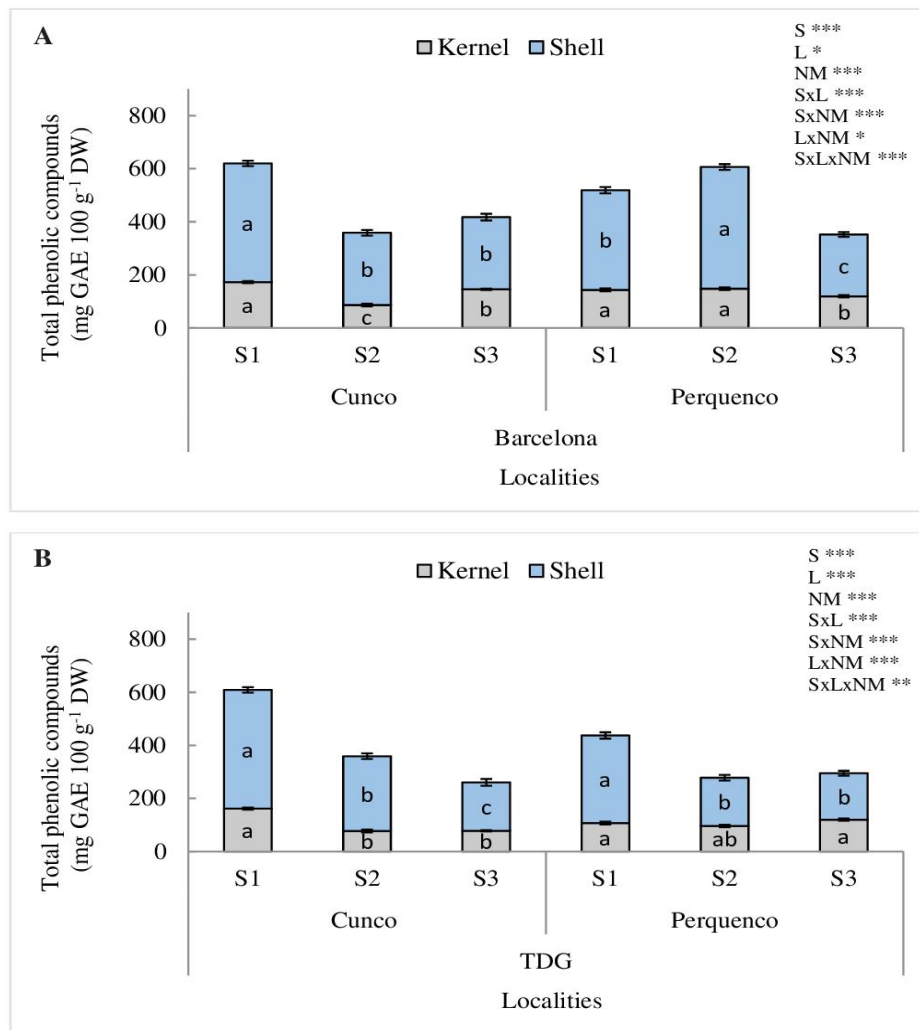 A
Kernel Shell
S ***
L *
NM ***
SxL ***
SxNM ***
LxNM *
SxLxNM ***
Total phenolic compounds
(mg GAE 100 g-1 DW)
800
600
400
200
0
a b b b a c
a c b a a b
S1 S2 S3 S1 S2 S3
Cunco Perquenco
Barcelona
Localities
B
Kernel Shell
S ***
L ***
NM ***
SxL ***
SxNM ***
LxNM ***
SxLxNM **
Total phenolic compounds
(mg GAE 100 g-1 DW)
800
600
400
200
0
a b c a b b
a b b a ab a
S1 S2 S3 S1 S2 S3
Cunco Perquenco
TDG
Localities